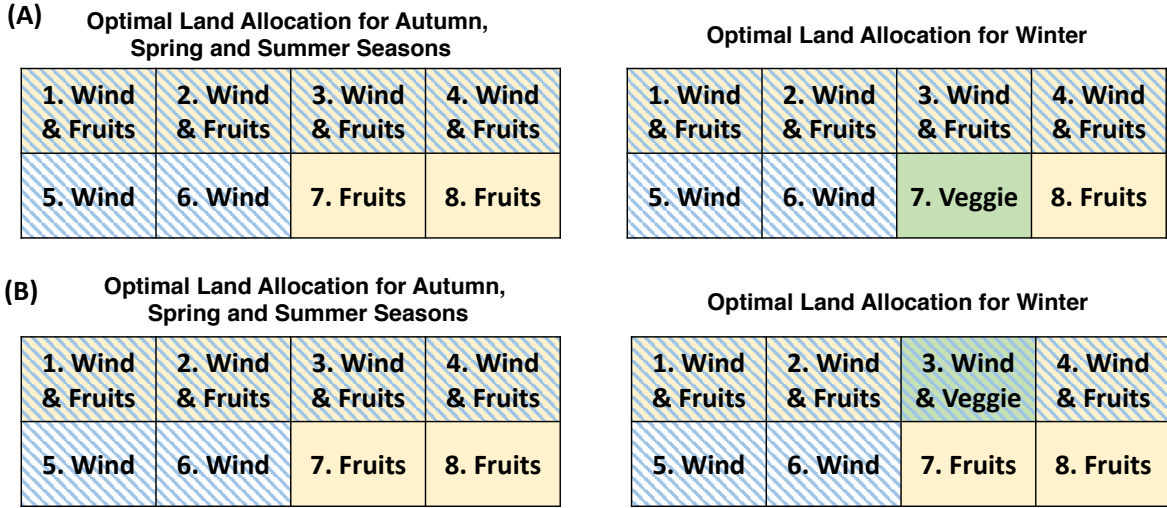 (A)
Optimal Land Allocation for Autumn,
Spring and Summer Seasons
Optimal Land Allocation for Winter
1. Wind
& Fruits
2. Wind
& Fruits
3. Wind
& Fruits
4. Wind
& Fruits
5. Wind
6. Wind
7. Fruits
8. Fruits
1. Wind
& Fruits
2. Wind
& Fruits
3. Wind
& Fruits
4. Wind
& Fruits
5. Wind
6. Wind
7. Veggie
8. Fruits
(B)
Optimal Land Allocation for Autumn,
Spring and Summer Seasons
Optimal Land Allocation for Winter
1. Wind
& Fruits
2. Wind
& Fruits
3. Wind
& Fruits
4. Wind
& Fruits
5. Wind
6. Wind
7. Fruits
8. Fruits
1. Wind
& Fruits
2. Wind
& Fruits
3. Wind
& Veggie
4. Wind
& Fruits
5. Wind
6. Wind
7. Fruits
8. Fruits